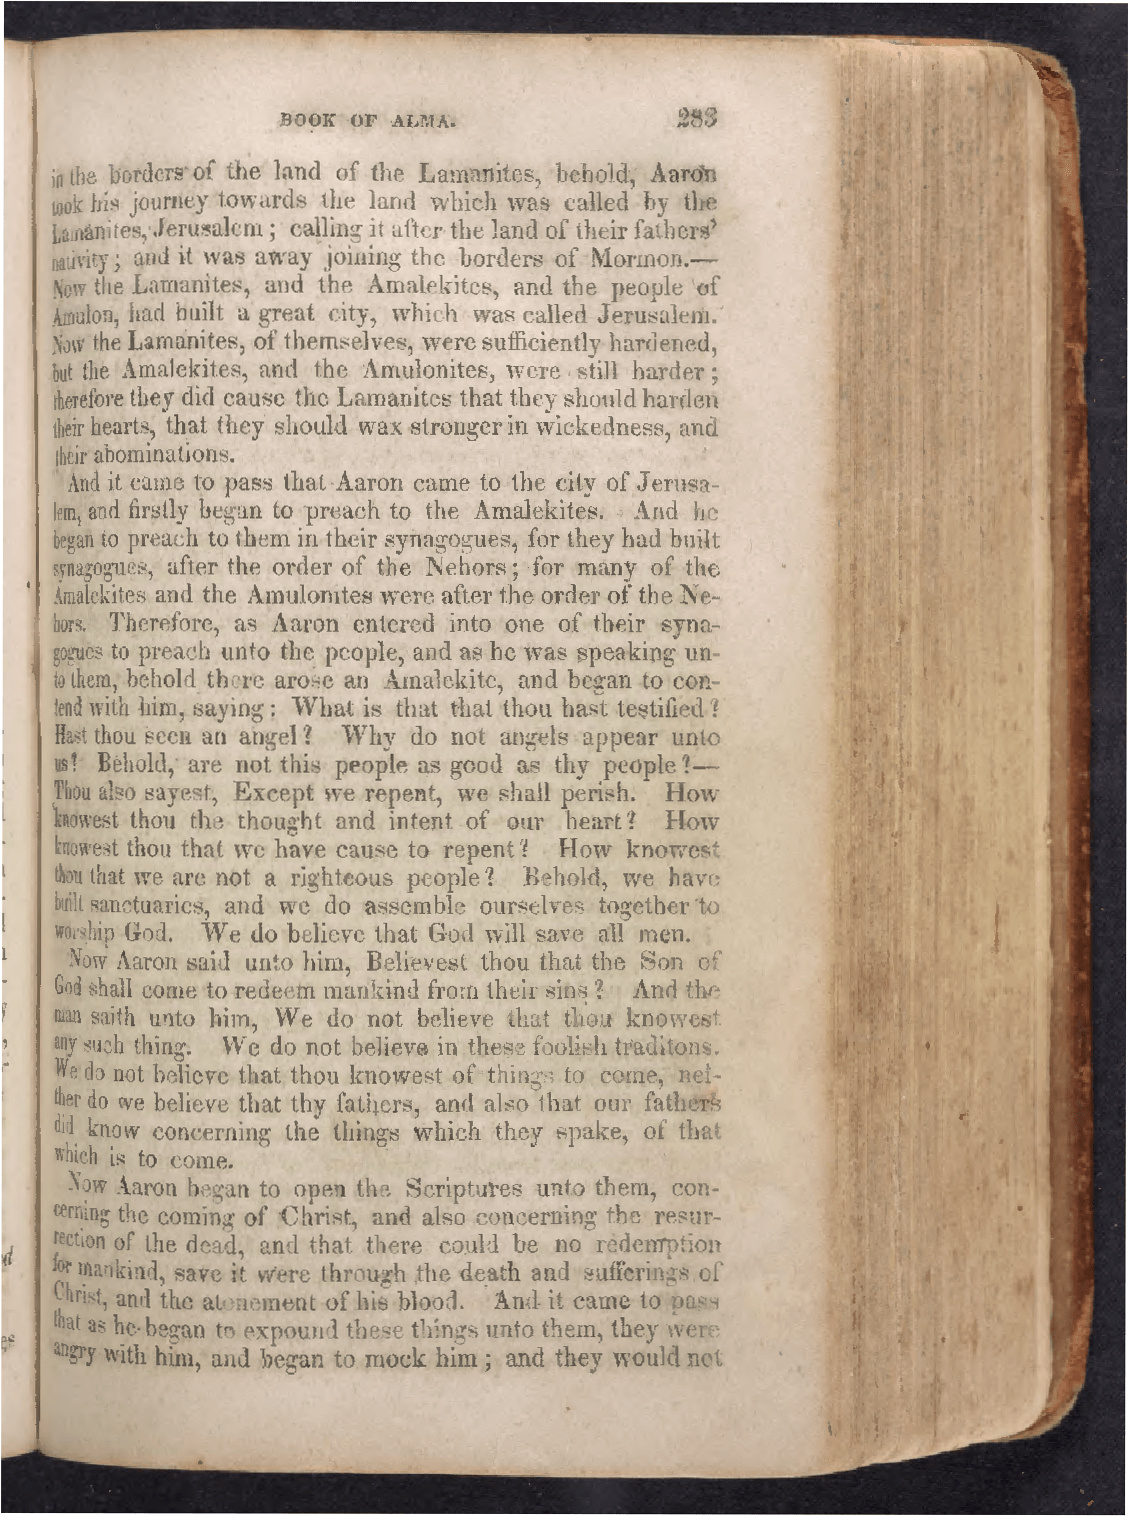 BOOK OF ALMA. 283
in the borders of the land of the Lamanites, behold, Aaron
took his journey towards the land which was called by the
Lamanites, Jerusalem; calling it after the land of their fathers'
nativity; and it was away joining the borders of Mormon.—
Now the Lamanites, and the Amalekites, and the people of
Amulon, had built a great city, which was called Jerusalem.
Now the Lamanites, of themselves, were sufficiently hardened,
but the Amalekites, and the Amulonites, were still harder;
therefore they did cause the Lamanites that they should harden
their hearts, that they should wax stronger in wickedness, and
their abominations.
And it came to pass that Aaron came to the city of Jerusa-
lem, and firstly began to preach to the Amalekites. And he
began to preach to them in their synagogues, for they had built
synagogues, after the order of the Nehors; for many of the
Amalekites and the Amulonites were after the order of the Ne-
hors. Therefore, as Aaron entered into one of their syna-
gogues to preach unto the people, and as he was speaking un-
to them, behold there arose an Amalekite, and began to con-
tend with him, saying: What is that that thou hast testified?
Hast thou seen an angel? Why do not angels appear unto
us? Behold, are not this people as good as thy people?—
Thou also sayest, Except we repent, we shall perish. How
knowest thou the thought and intent of our heart? How
knowest thou that we have cause to repent? How knowest
thou that we are not a righteous people? Behold, we have
built sanctuaries, and we do assemble ourselves together to
worship God. We do believe that God will save all men.
Now Aaron said unto him, Believest thou that the Son of
God shall come to redeem mankind from their sins? And the
man saith unto him, We do not believe that thou knowest
any such thing. We do not believe in these foolish traditons.
We do not believe that thou knowest of things to come, nei-
ther do we believe that thy fathers, and also that our fathers
did know concerning the things which they spake, of that
which is to come.
Now Aaron began to open the Scriptures unto them, con-
cerning the coming of Christ, and also concerning the resur-
rection of the dead, and that there could be no redemption
for mankind, save it were through the death and sufferings of
Christ, and the atonement of his blood. And it came to pass
that as he began to expound these things unto them, they were
angry with him, and began to mock him; and they would not